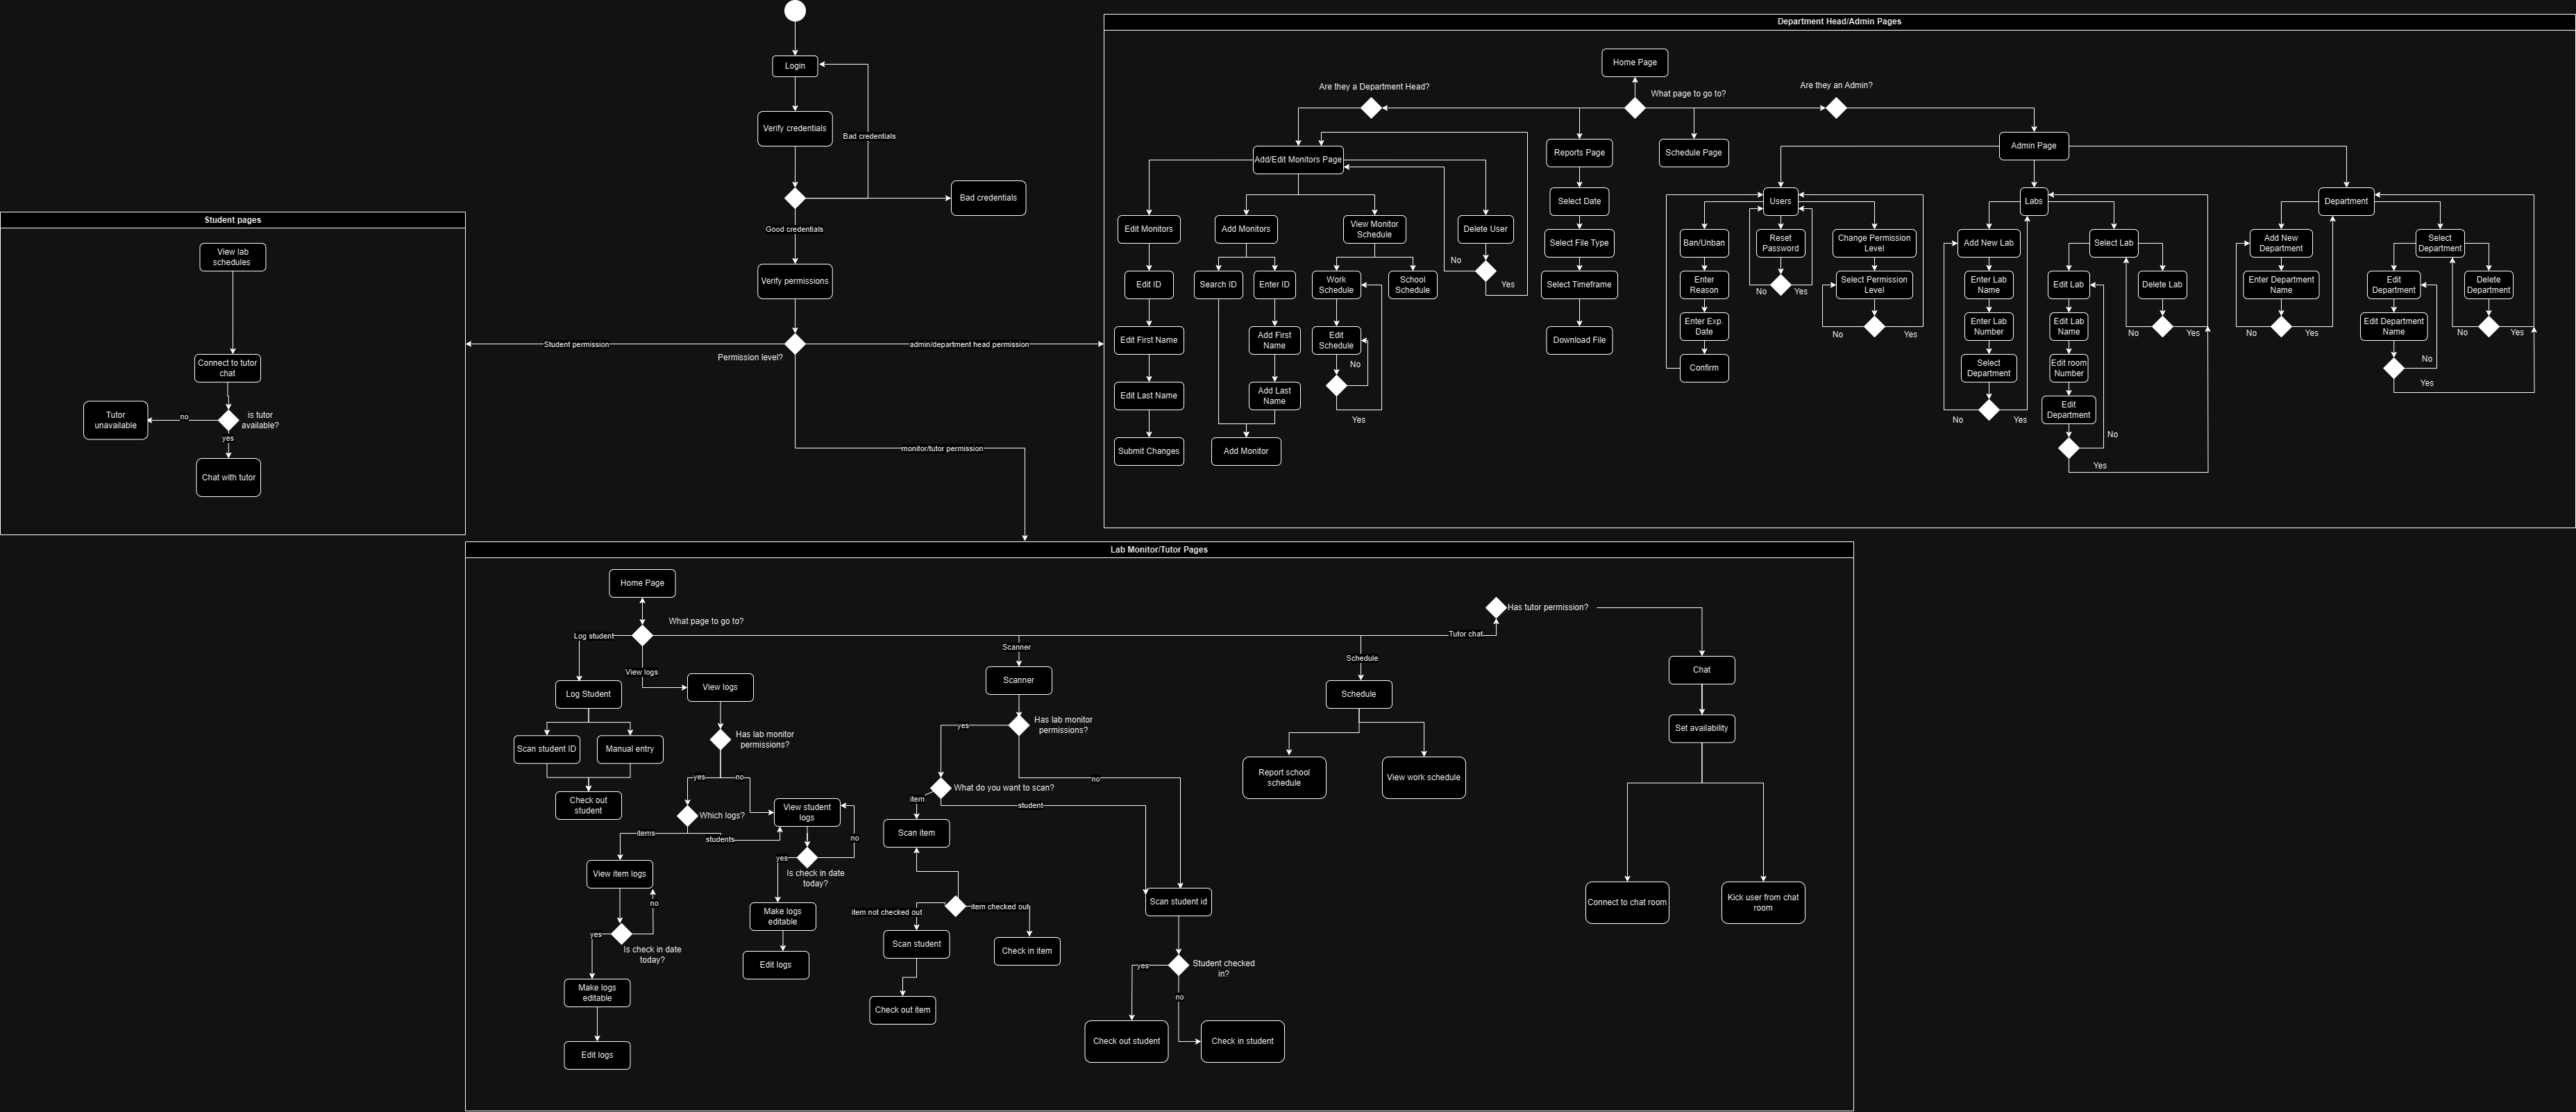 Department Head/Admin Pages
Home Page
Are they a Department Head?
What page to go to?
Are they an Admin?
Add/Edit Monitors Page
Reports Page
Schedule Page
Admin Page
Edit Monitors
Add Monitors
View Monitor
Schedule
Delete User
No
Yes
Edit ID
Search ID
Enter ID
Work
Schedule
School
Schedule
Edit First Name
Add First
Name
Edit
Schedule
No
Yes
Edit Last Name
Add Last
Name
Submit Changes
Add Monitor
Select Date
Select File Type
Select Timeframe
Download File
Users
Ban/Unban
Reset
Password
Change Permission
Level
No
Yes
Enter
Reason
Select Permission
Level
No
Yes
Enter Exp.
Date
Confirm
Labs
Add New Lab
Select Lab
Enter Lab
Name
Edit Lab
Delete Lab
Enter Lab
Number
Edit Lab
Name
No
Yes
Select
Department
Edit room
Number
No
Yes
Edit
Department
No
Yes
Department
Add New
Department
Select
Department
Enter Department
Name
Edit
Department
Delete
Department
No
Yes
Edit Department
Name
No
Yes
No
Yes
Login
Verify credentials
Bad credentials
Bad credentials
Good credentials
Verify permissions
Student permission
admin/department head permission
Permission level?
monitor/tutor permission
Student pages
View lab
schedules
Connect to tutor
chat
Tutor
unavailable
no
is tutor
available?
yes
Chat with tutor
Lab Monitor/Tutor Pages
Home Page
What page to go to?
Log student
View logs
Scanner
Schedule
Tutor chat
Has tutor permission?
Log Student
Scan student ID
Manual entry
Check out
student
View logs
Has lab monitor
permissions?
yes
no
Which logs?
View student
logs
items
students
no
yes
Is check in date
today?
View item logs
no
yes
Is check in date
today?
Make logs
editable
Edit logs
Make logs
editable
Edit logs
Scanner
Has lab monitor
permissions?
yes
no
What do you want to scan?
item
student
Scan item
item not checked out
item checked out
Scan student
Check in item
Check out item
Scan student id
Student checked
in?
yes
no
Check out student
Check in student
Schedule
Report school
schedule
View work schedule
Chat
Set availability
Connect to chat room
Kick user from chat
room